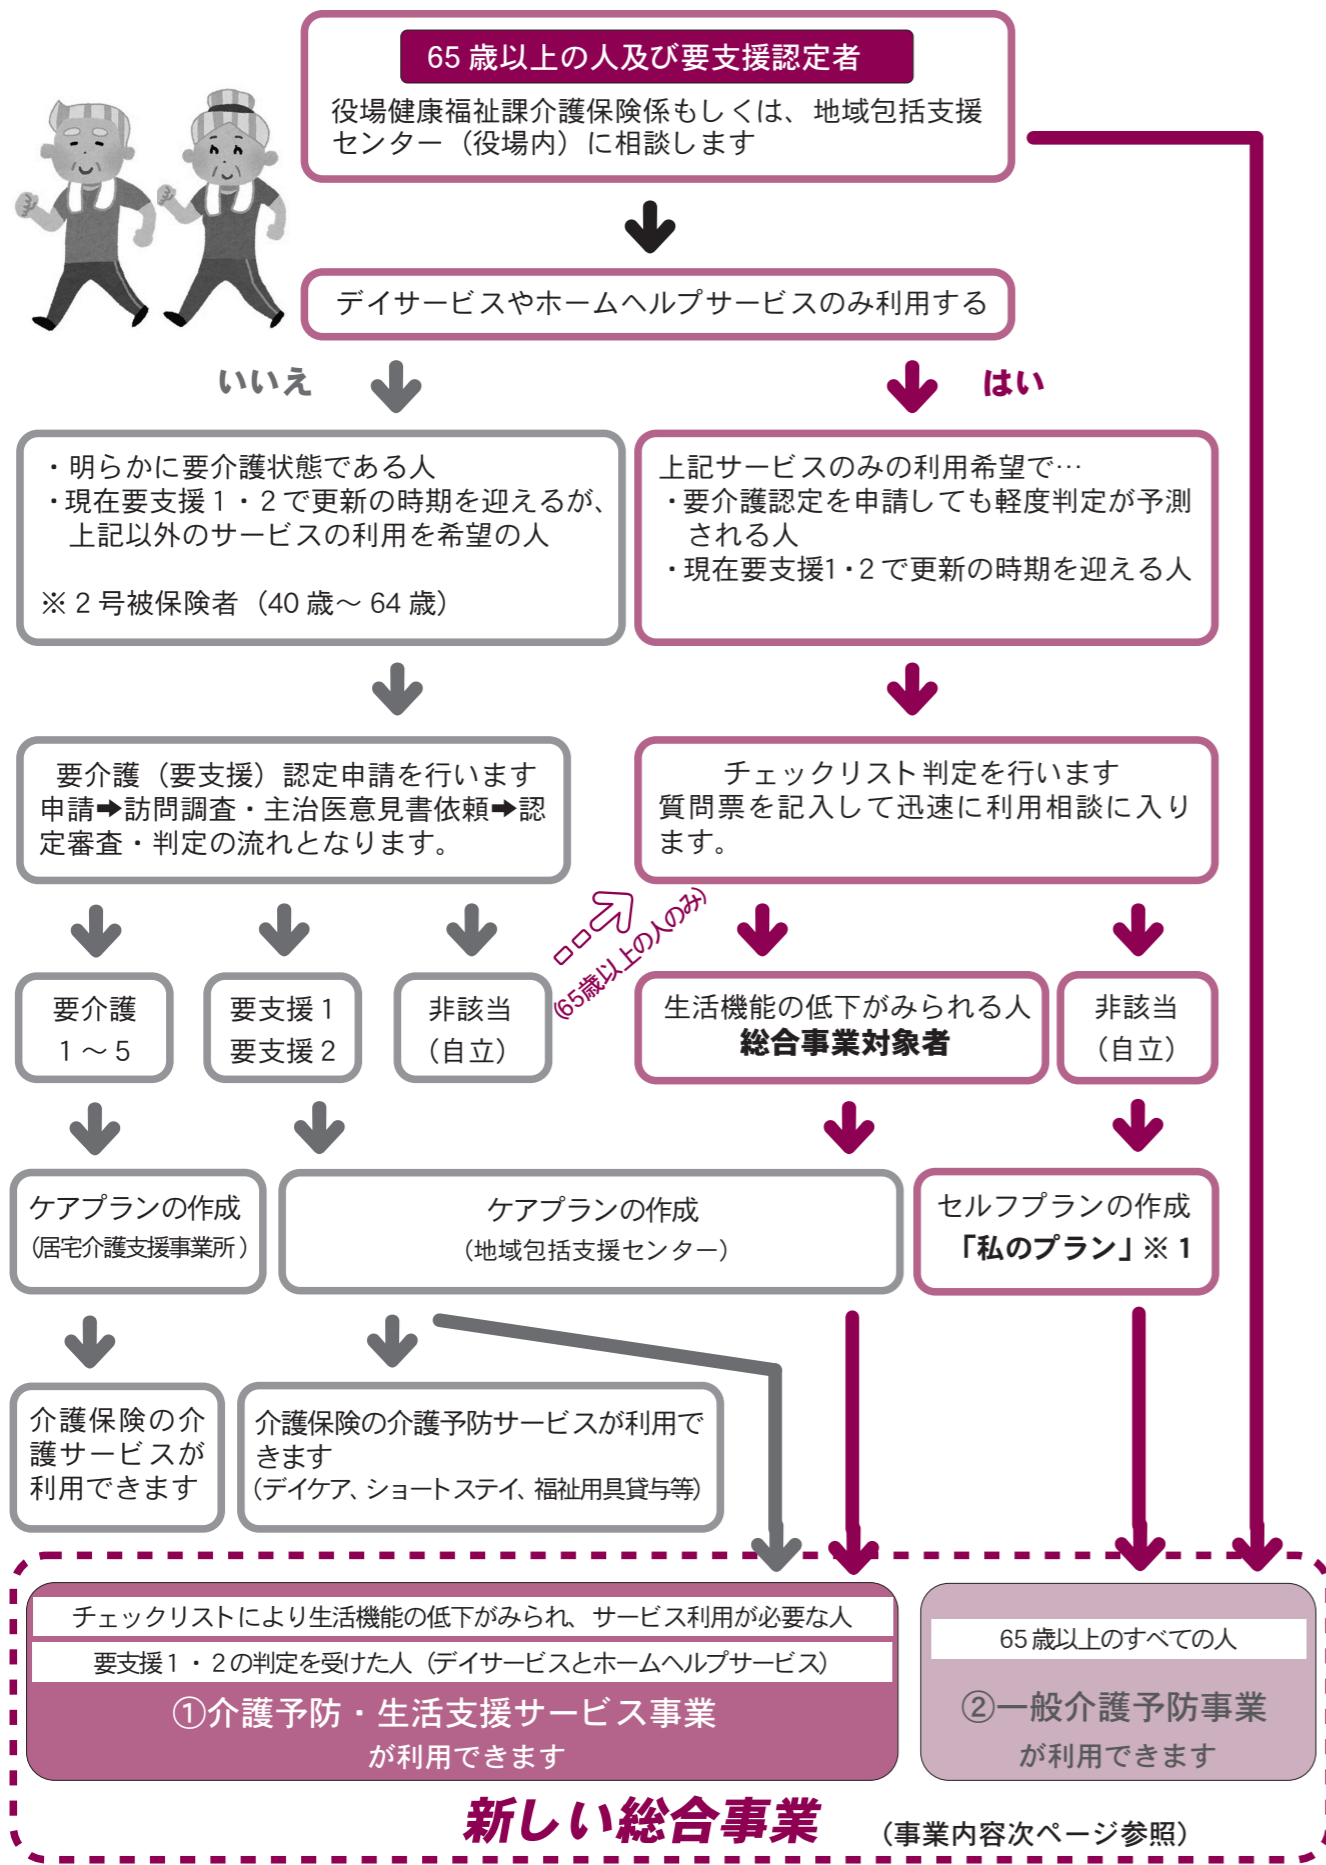 65歳以上の人及び要支援認定者
役場健康福祉課介護保険係もしくは、地域包括支援
センター（役場内）に相談します
デイサービスやホームヘルプサービスのみ利用する
いいえ
はい
・明らかに要介護状態である人
・現在要支援1・2で更新の時期を迎えるが、
上記以外のサービスの利用を希望の人
※2号被保険者（40歳～64歳）
上記サービスのみの利用希望で…
・要介護認定を申請しても軽度判定が予測
される人
・現在要支援1・2で更新の時期を迎える人
要介護（要支援）認定申請を行います
申請➡訪問調査・主治医意見書依頼➡認
定審査・判定の流れとなります。
チェックリスト判定を行います
質問票を記入して迅速に利用相談に入り
ます。
(65歳以上の人のみ)
要介護
1～5
要支援1
要支援2
非該当
（自立）
生活機能の低下がみられる人
総合事業対象者
非該当
（自立）
ケアプランの作成
（居宅介護支援事業所）
ケアプランの作成
（地域包括支援センター）
セルフプランの作成
「私のプラン」※1
介護保険の介
護サービスが
利用できます
介護保険の介護予防サービスが利用で
きます
（デイケア、ショートステイ、福祉用具貸与等）
チェックリストにより生活機能の低下がみられ、サービス利用が必要な人
要支援1・2の判定を受けた人（デイサービスとホームヘルプサービス）
①介護予防・生活支援サービス事業
が利用できます
65歳以上のすべての人
②一般介護予防事業
が利用できます
新しい総合事業
（事業内容次ページ参照）